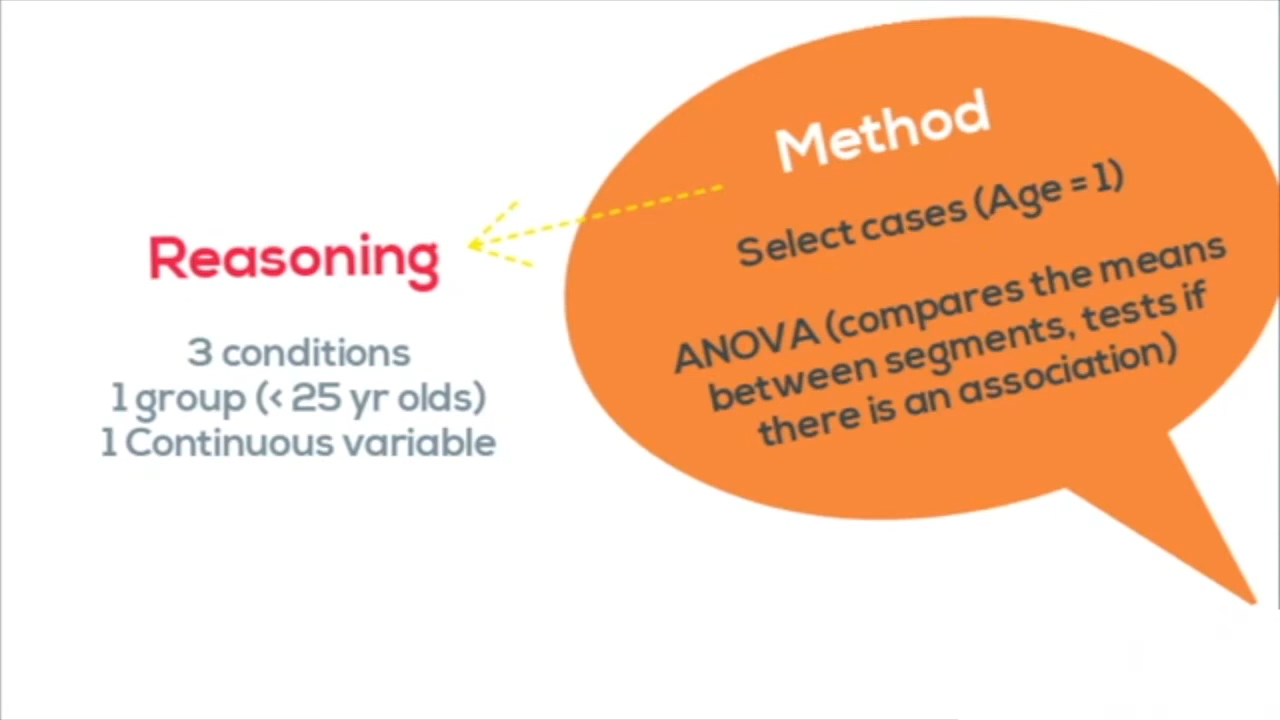 Method
Select cases (Age = 1)
ANOVA (compares the means
between segments, tests if
there is an association)
Reasoning
3 conditions
1 group (< 25 yr olds)
1 Continuous variable